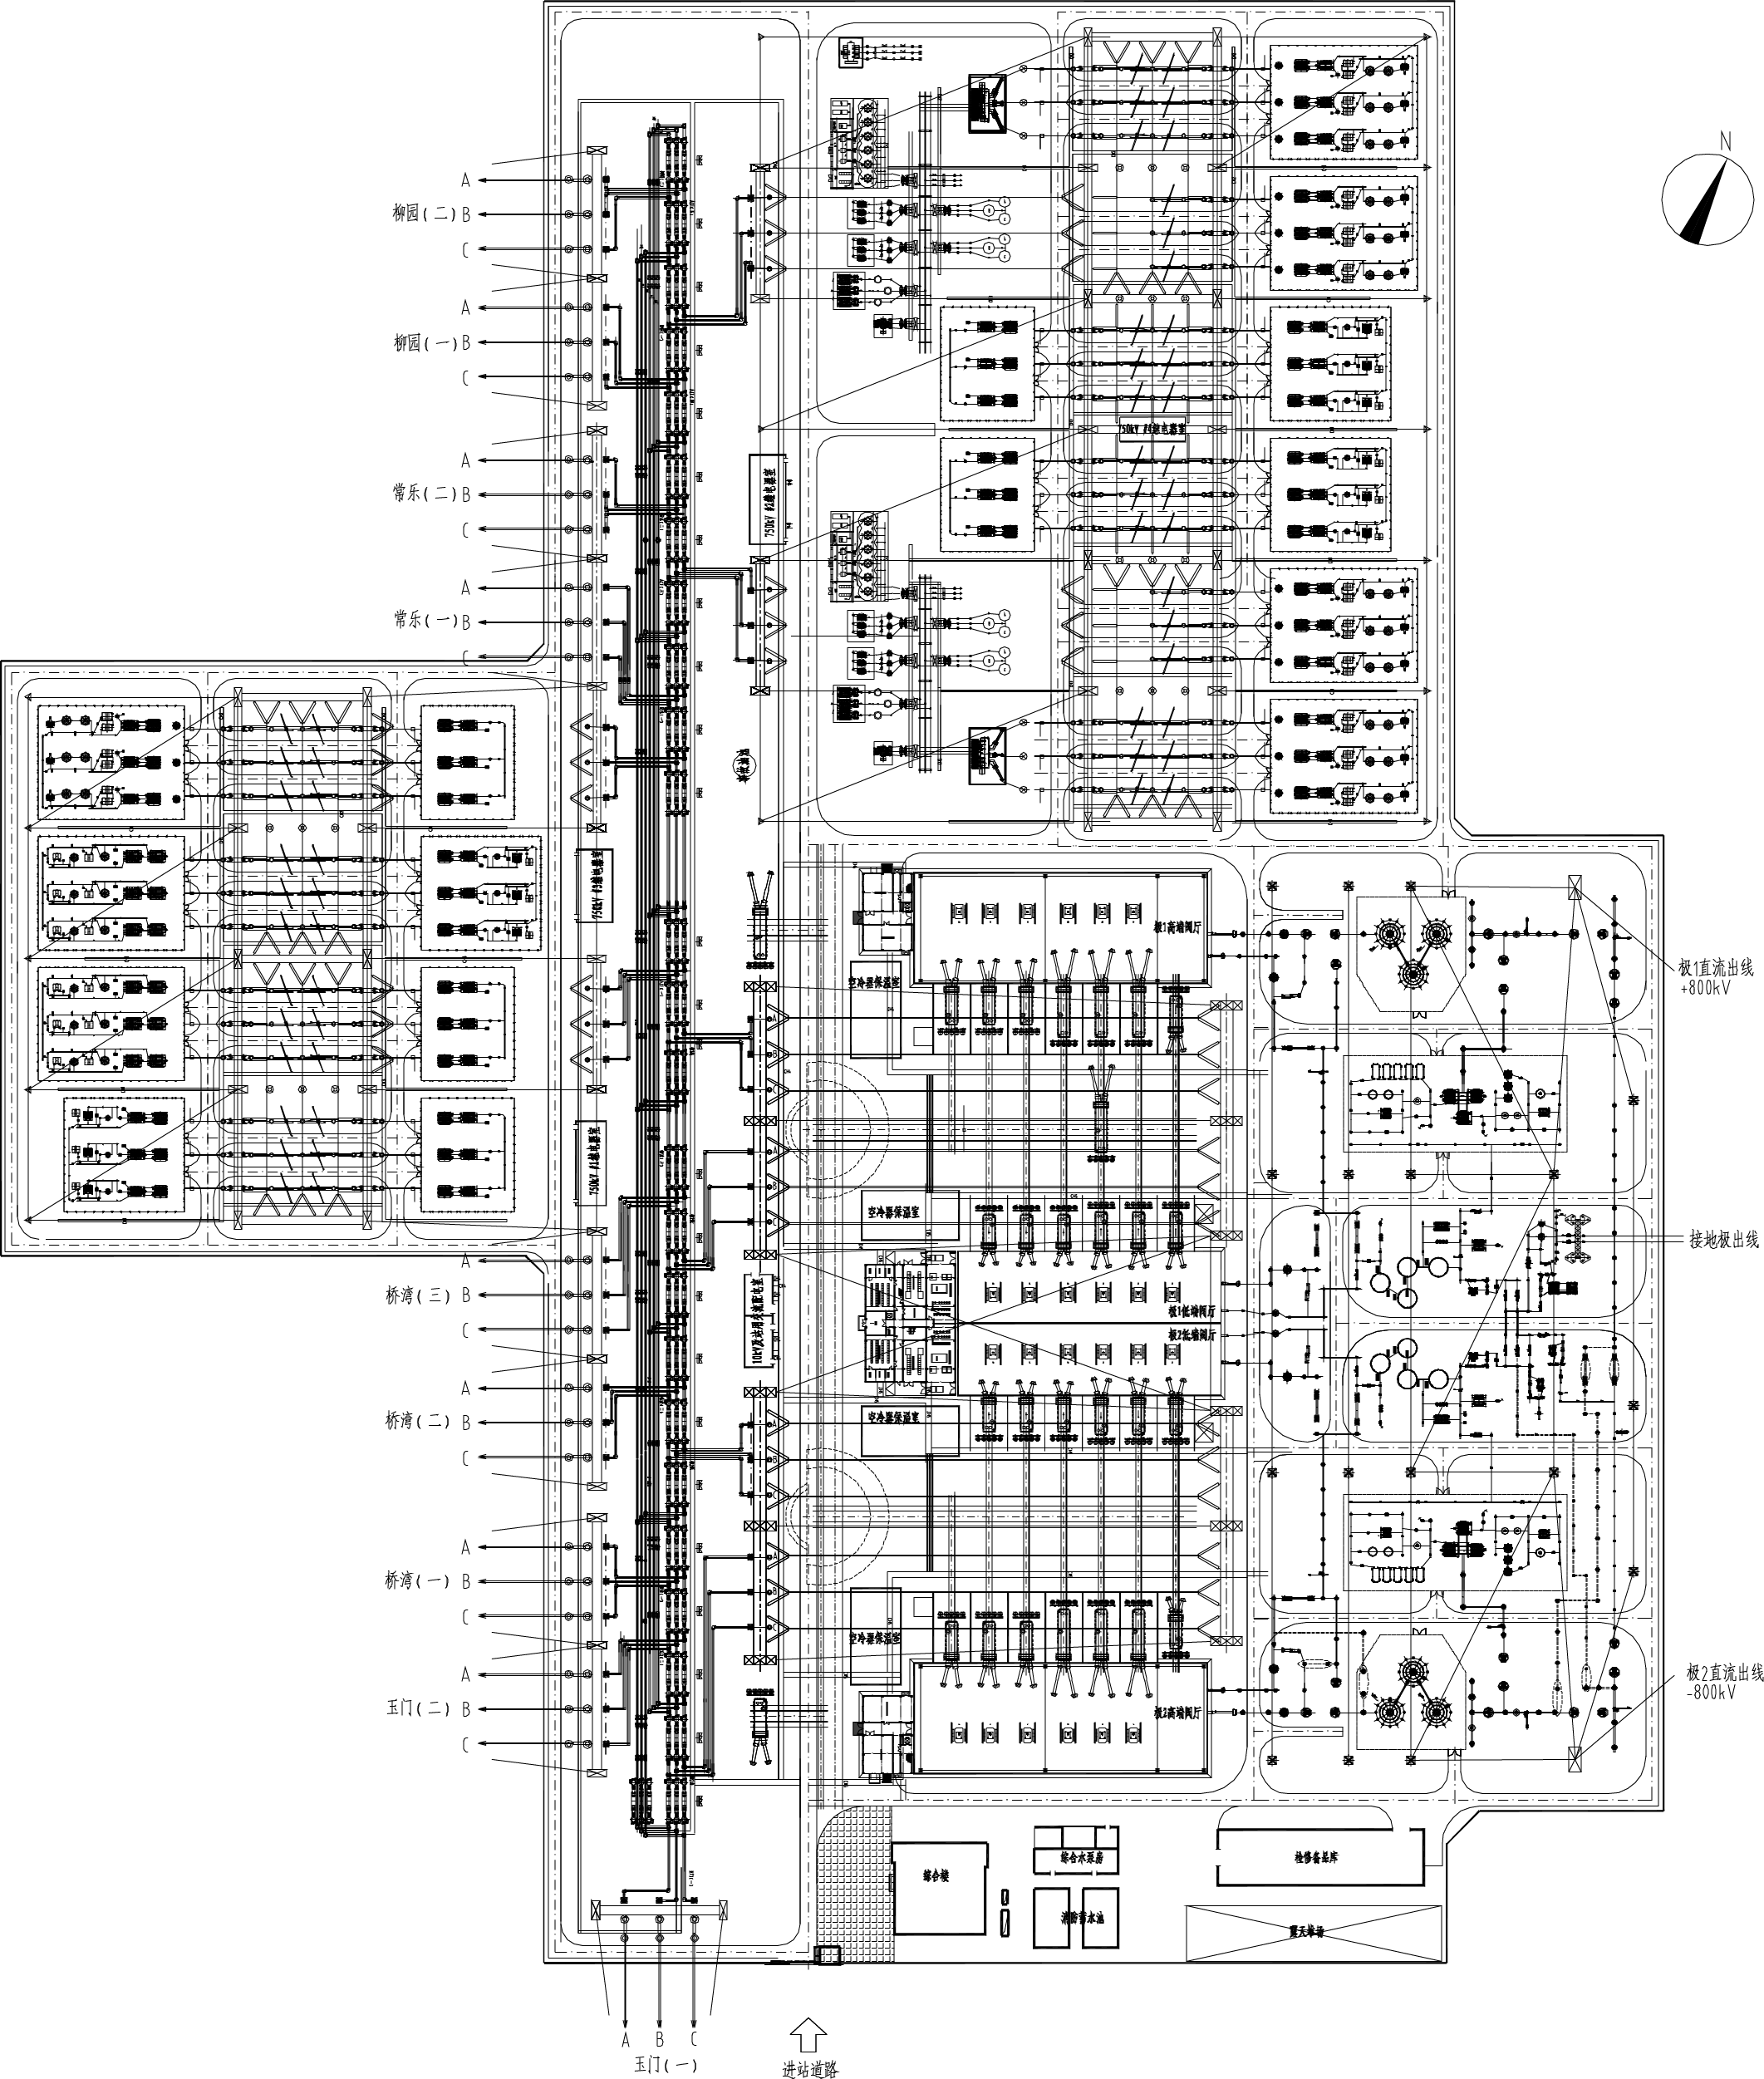 N
A
柳园(二)B
C
A
柳园(一)B
C
750kV #4继电器室
A
常乐(二)B
C
750kV #2继电器室
A
常乐(一)B
C
750kV #3继电器室
极1高端阀厅
极1直流出线
+800kV
空冷器保温室
A
B
C
750kV #1继电器室
A
B
C
空冷器保温室
接地极出线
A
桥湾(三)B
C
10kV及站用交流配电室
极1低端阀厅
极2低端阀厅
A
桥湾(二)B
C
空冷器保温室
A
B
C
A
桥湾(一)B
C
A
B
C
空冷器保温室
A
玉门(二)B
C
极2高端阀厅
极2直流出线
-800kV
综合楼
综合水泵房
检修备品库
消防蓄水池
露天堆场
A B C
玉门(一)
进站道路